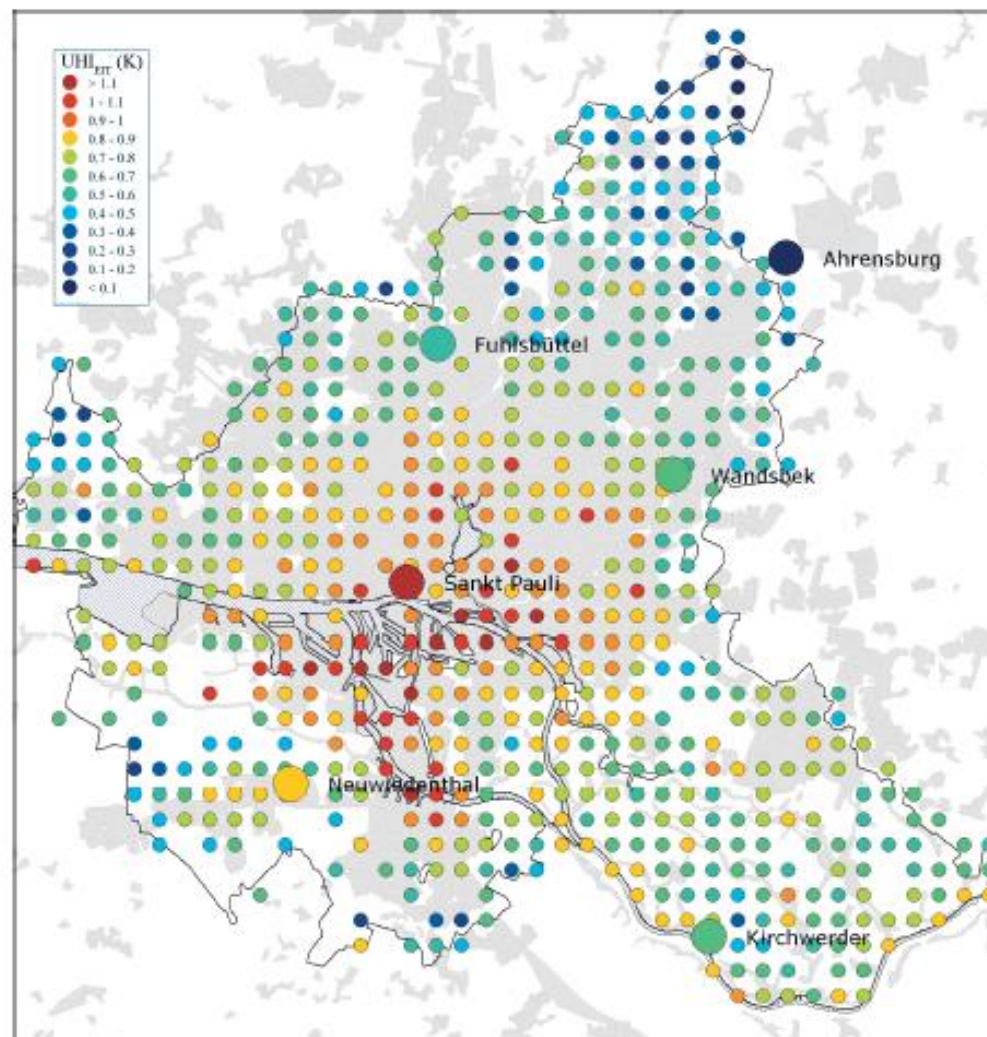 UHI_EIT (K)
> 1.1
1 - 1.1
0.9 - 1
0.8 - 0.9
0.7 - 0.8
0.6 - 0.7
0.5 - 0.6
0.4 - 0.5
0.3 - 0.4
0.2 - 0.3
0.1 - 0.2
< 0.1
Ahrensburg
Fuhlsbüttel
Wandsbek
Sankt Pauli
Neuwiedenthal
Kirchwerder